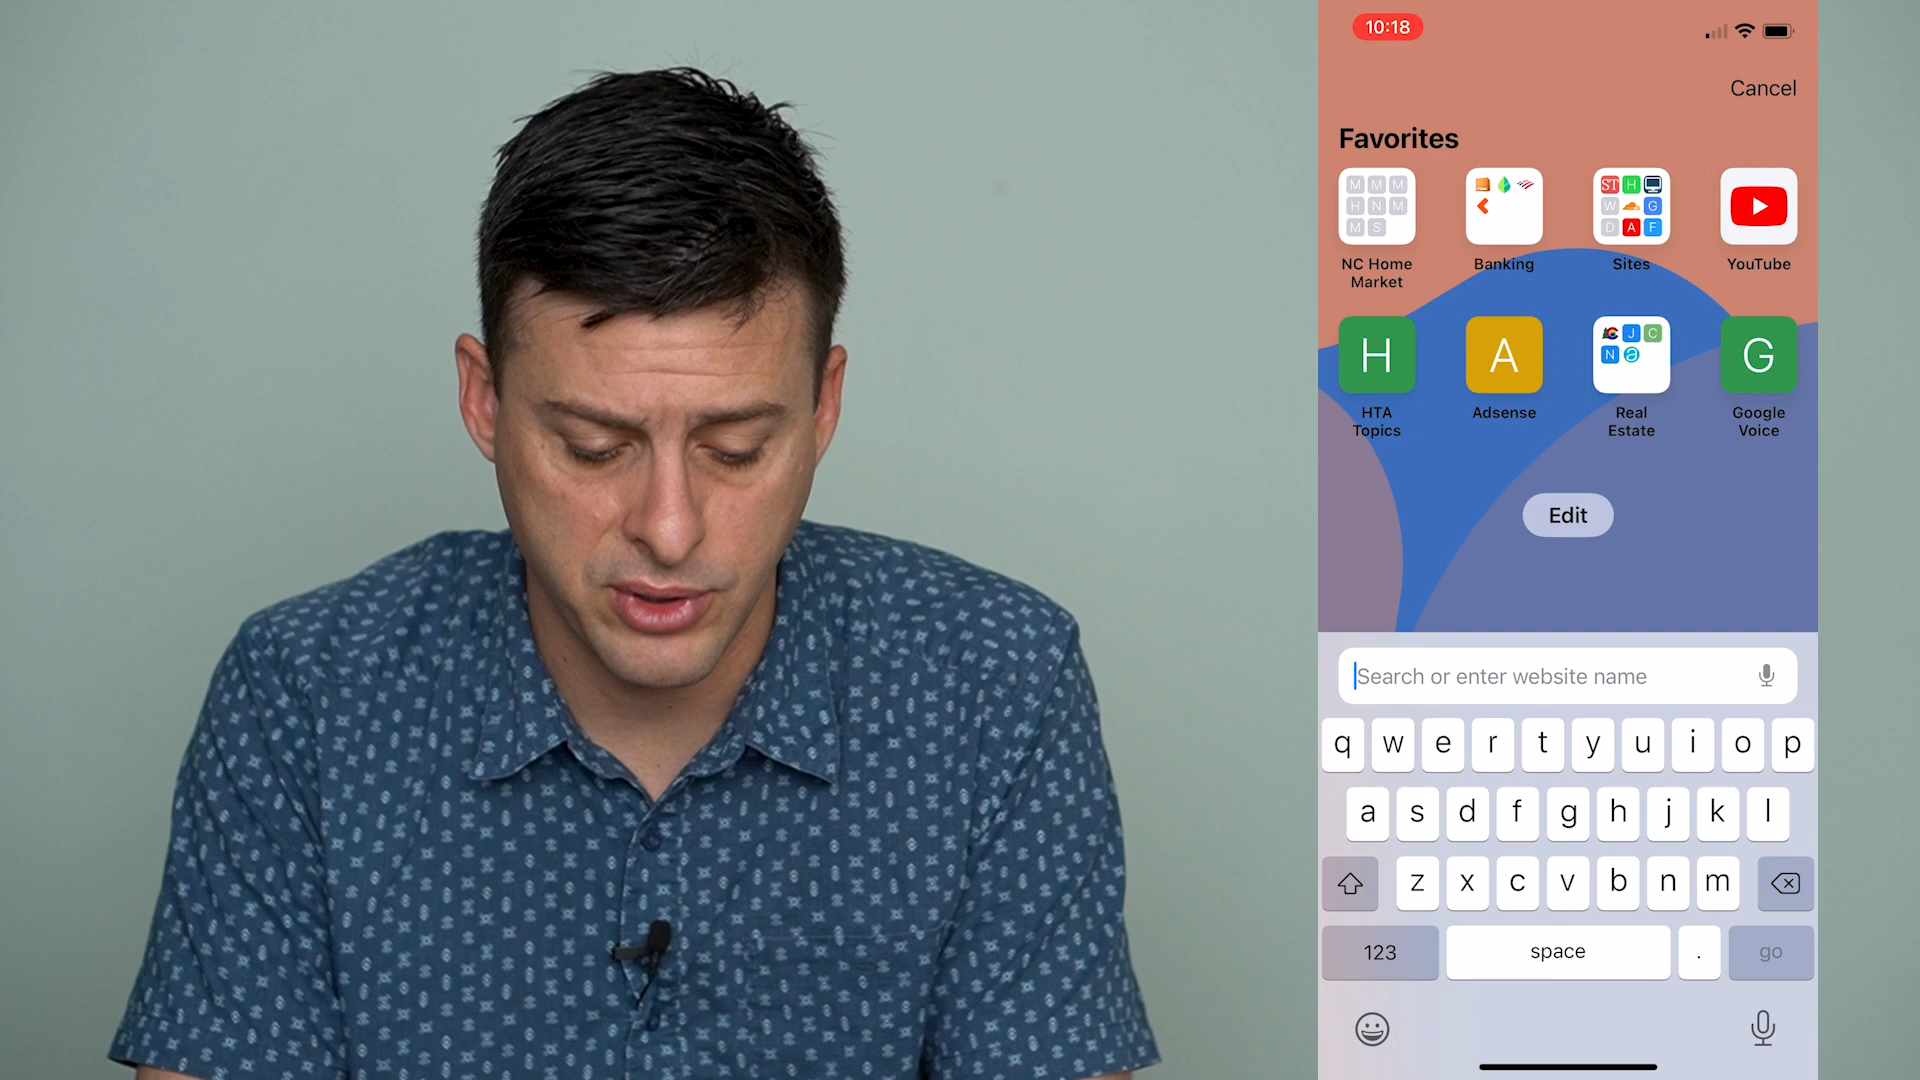 10:18
Cancel
Favorites
M M M
H N M
M S
NC Home
Market
Banking
ST H
W G
D A F
Sites
YouTube
H
HTA
Topics
A
Adsense
C J C
N a
Real
Estate
G
Google
Voice
Edit
Search or enter website name
q w e r t y u i o p
a s d f g h j k l
z x c v b n m
123 space . go